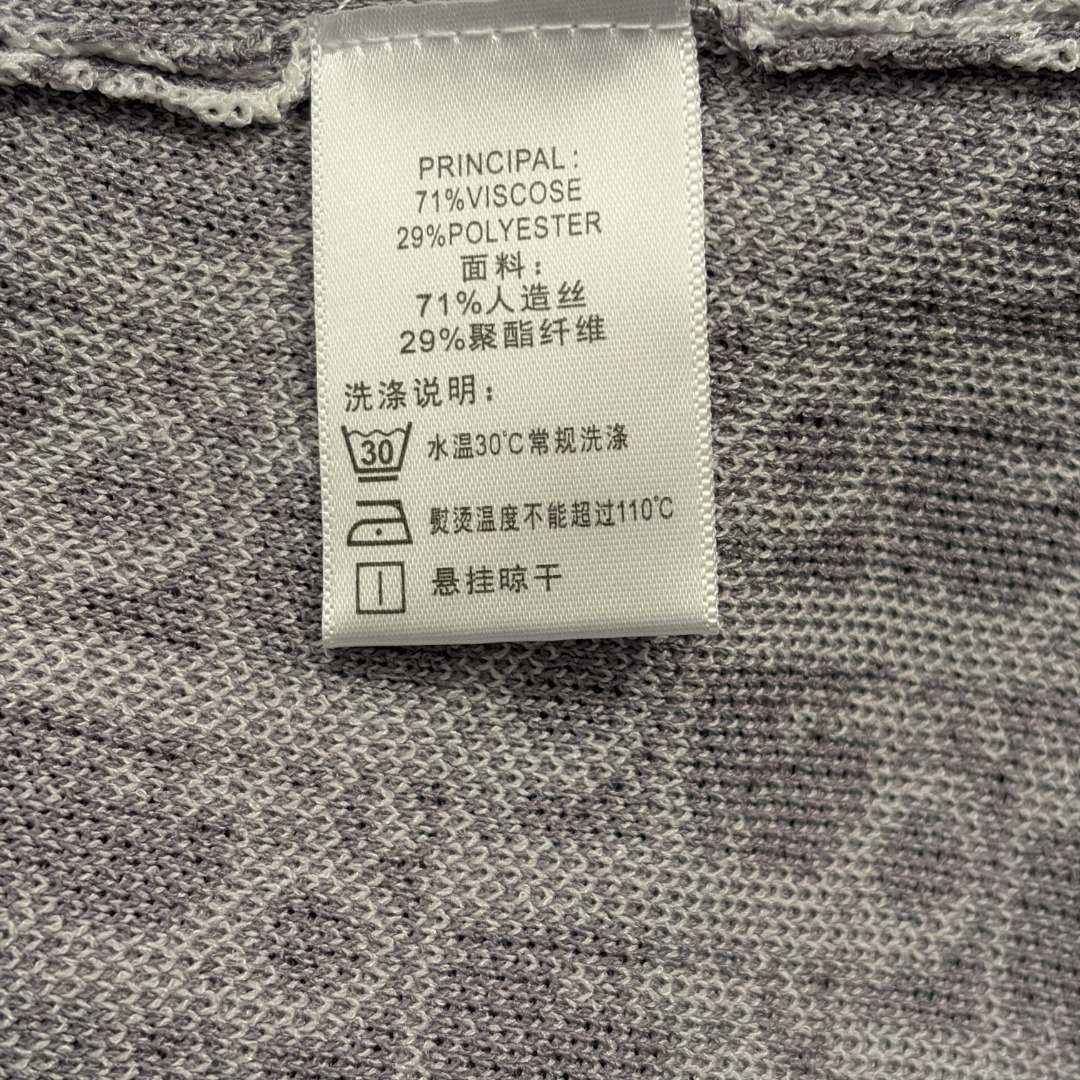 PRINCIPAL:
71%VISCOSE
29%POLYESTER
面料:
71%人造丝
29%聚酯纤维
洗涤说明:
30 水温30℃常规洗涤
熨烫温度不能超过110℃
悬挂晾干